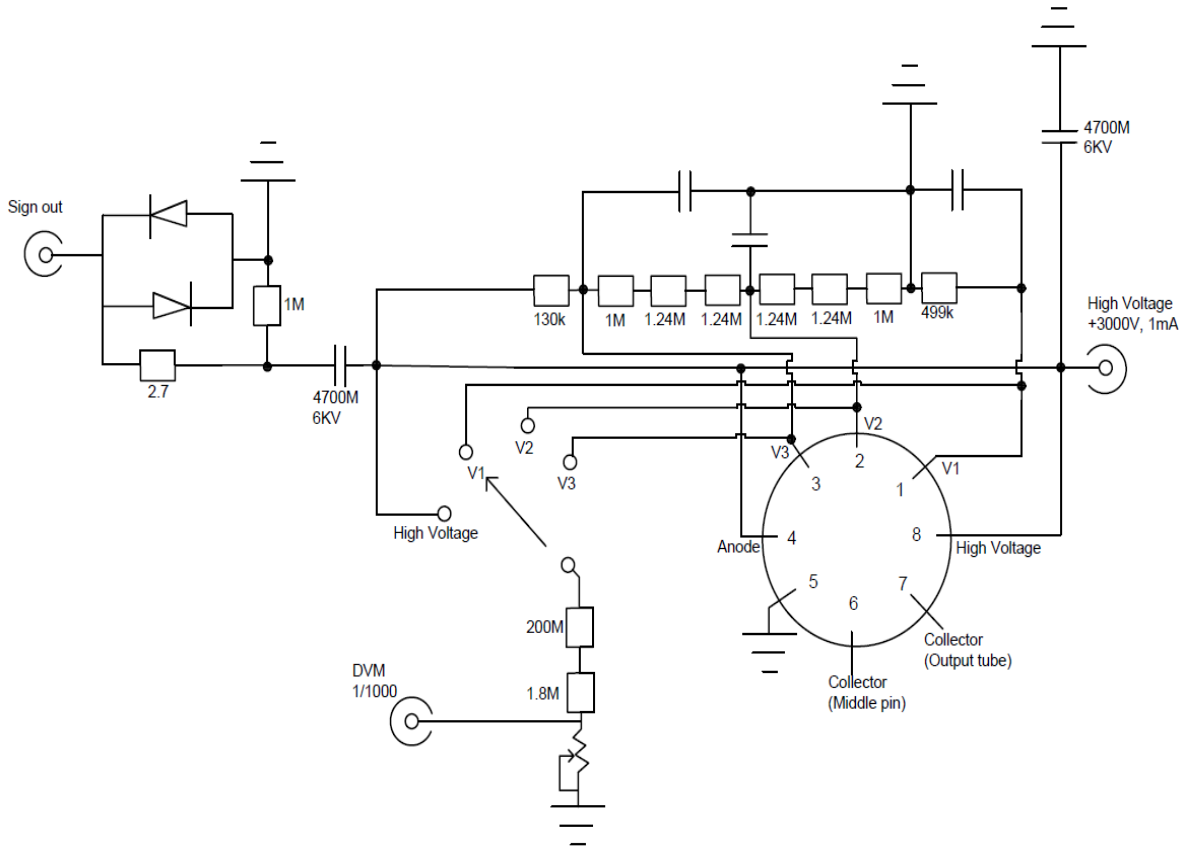 4700M
6KV
Sign out
1M
2.7
4700M
6KV
130k
1M
1.24M
1.24M
1.24M
1.24M
1M
499k
High Voltage
+3000V, 1mA
V1
V2
V3
High Voltage
V3
V2
V1
3
2
1
Anode
4
8
High Voltage
5
6
7
Collector
(Output tube)
Collector
(Middle pin)
200M
1.8M
DVM
1/1000